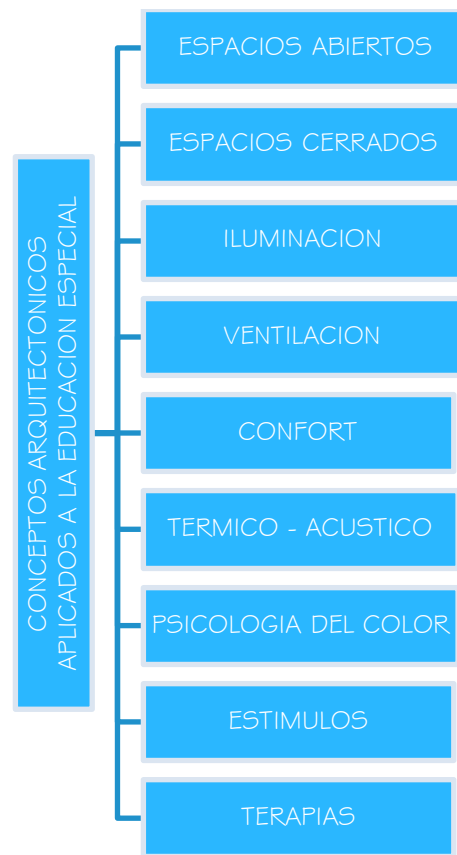 CONCEPTOS ARQUITECTONICOS
APLICADOS A LA EDUCACION ESPECIAL
ESPACIOS ABIERTOS
ESPACIOS CERRADOS
ILUMINACION
VENTILACION
CONFORT
TERMICO - ACUSTICO
PSICOLOGIA DEL COLOR
ESTIMULOS
TERAPIAS